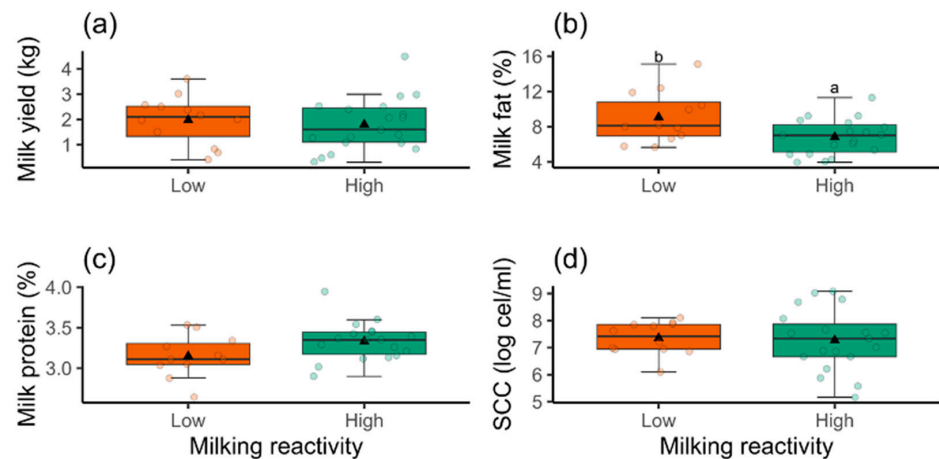 (a)
Milk yield (kg)
4
3
2
1
Low
High
(b)
Milk fat (%)
16
12
8
4
b
a
Low
High
(c)
Milk protein (%)
4.0
3.5
3.0
Low
High
Milking reactivity
(d)
SCC (log cel/ml)
9
8
7
6
5
Low
High
Milking reactivity